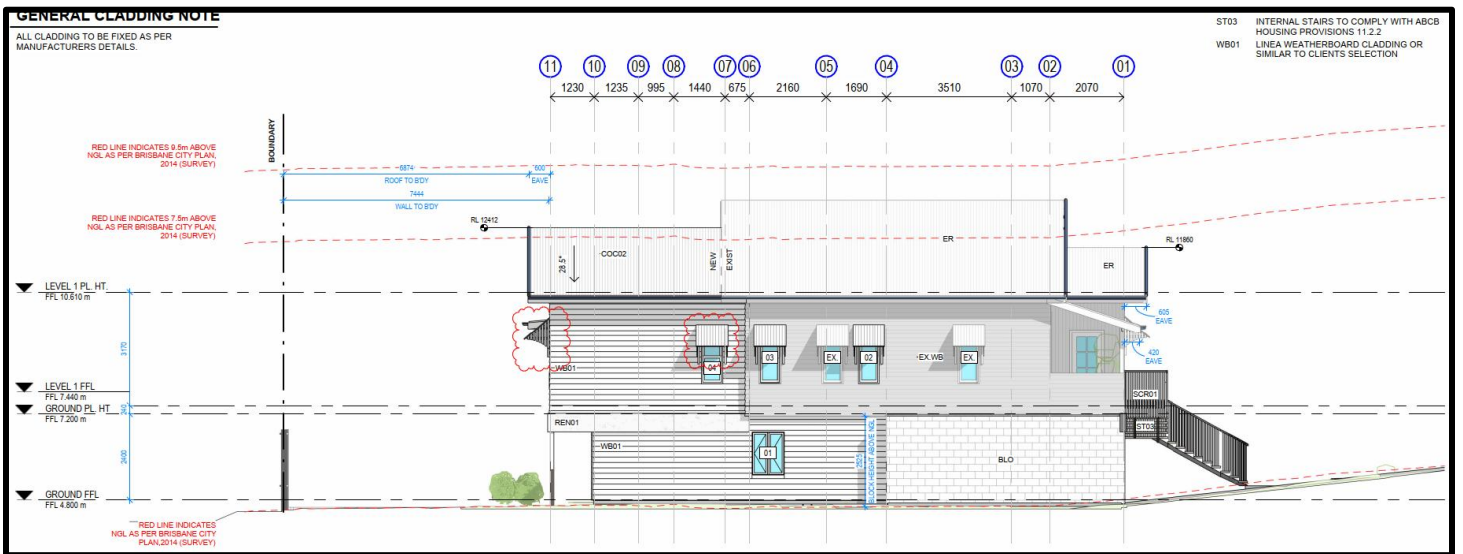 GENERAL CLADDING NOTE
ALL CLADDING TO BE FIXED AS PER
MANUFACTURERS DETAILS.
ST03 INTERNAL STAIRS TO COMPLY WITH ABCB
HOUSING PROVISIONS 11.2.2
WB01 LINEA WEATHERBOARD CLADDING OR
SIMILAR TO CLIENTS SELECTION
11 10 09 08 07 06 05 04 03 02 01
1230 1235 995 1440 675 2160 1690 3510 1070 2070
BOUNDARY
RED LINE INDICATES 9.5m ABOVE
NGL AS PER BRISBANE CITY PLAN,
2014 (SURVEY)
6874 600
ROOF TO B'DY EAVE
7444
WALL TO B'DY
RED LINE INDICATES 7.5m ABOVE
NGL AS PER BRISBANE CITY PLAN,
2014 (SURVEY)
RL 12412
RL 11860
COC02
28.5°
NEW
EXIST
ER
ER
LEVEL 1 PL. HT.
FFL 10.610 m
605
EAVE
420
EAVE
3170
04
03
EX.
02
EX.WB
EX.
WB01
LEVEL 1 FFL
FFL 7.440 m
240
GROUND PL. HT
FFL 7.200 m
SCR01
ST03
REN01
WB01
01
2400
2525
BLOCK HEIGHT ABOVE NGL
BLO
GROUND FFL
FFL 4.800 m
RED LINE INDICATES
NGL AS PER BRISBANE CITY
PLAN,2014 (SURVEY)